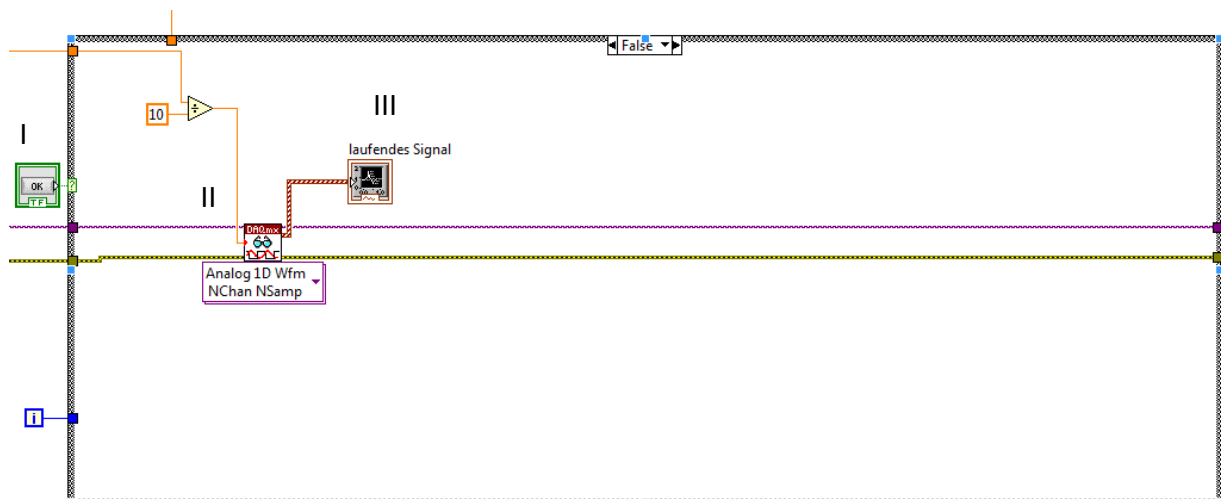 False
10
III
I
laufendes Signal
OK
TF
?
II
DAQmx
Analog 1D Wfm
NChan NSamp
i